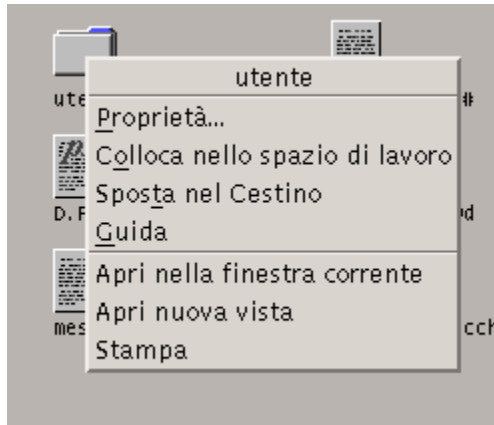 utente
Proprietà...
Colloca nello spazio di lavoro
Sposta nel Cestino
Guida
Apri nella finestra corrente
Apri nuova vista
Stampa